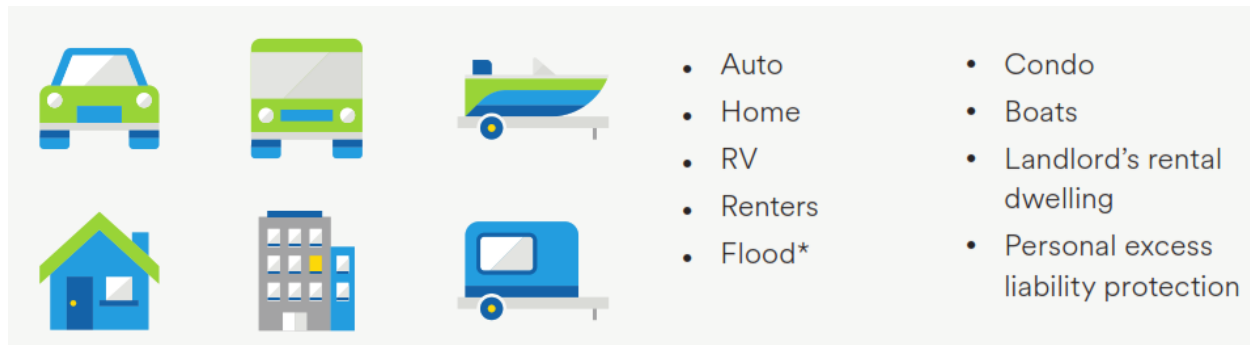 • Auto
• Home
• RV
• Renters
• Flood*
• Condo
• Boats
• Landlord’s rental
dwelling
• Personal excess
liability protection